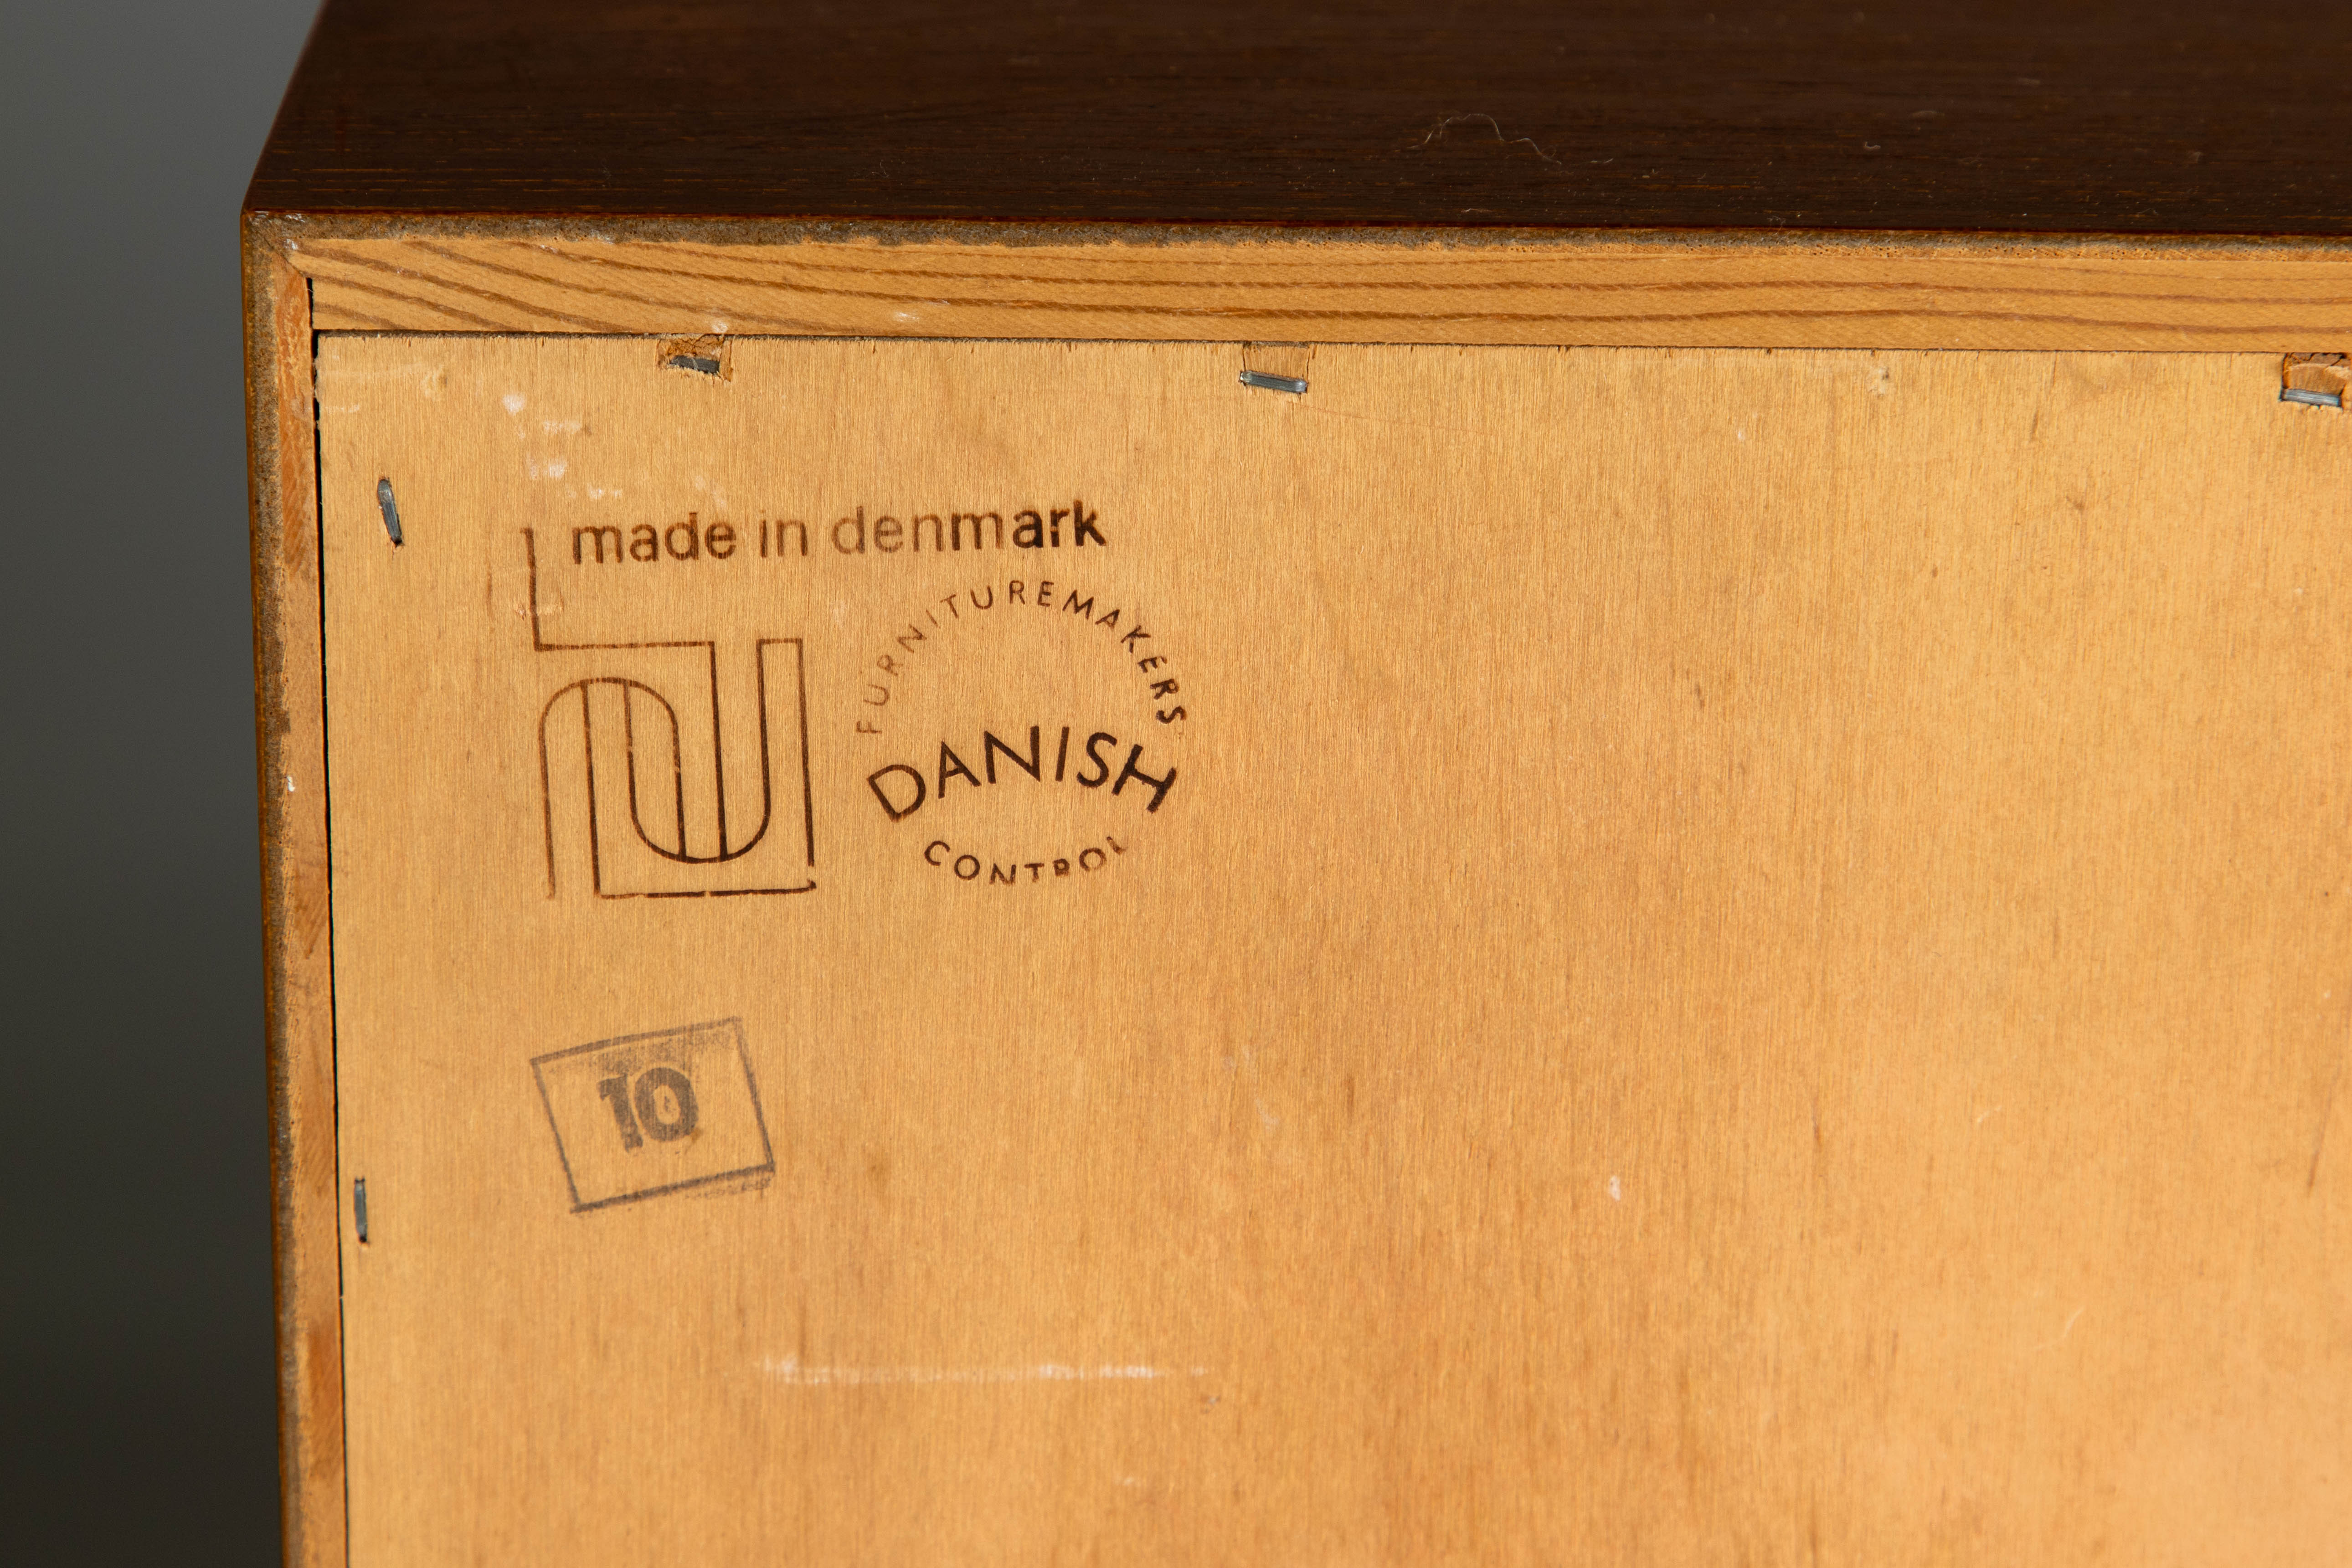 made in denmark
FURNITUREMAKERS
DANISH
CONTROL
10